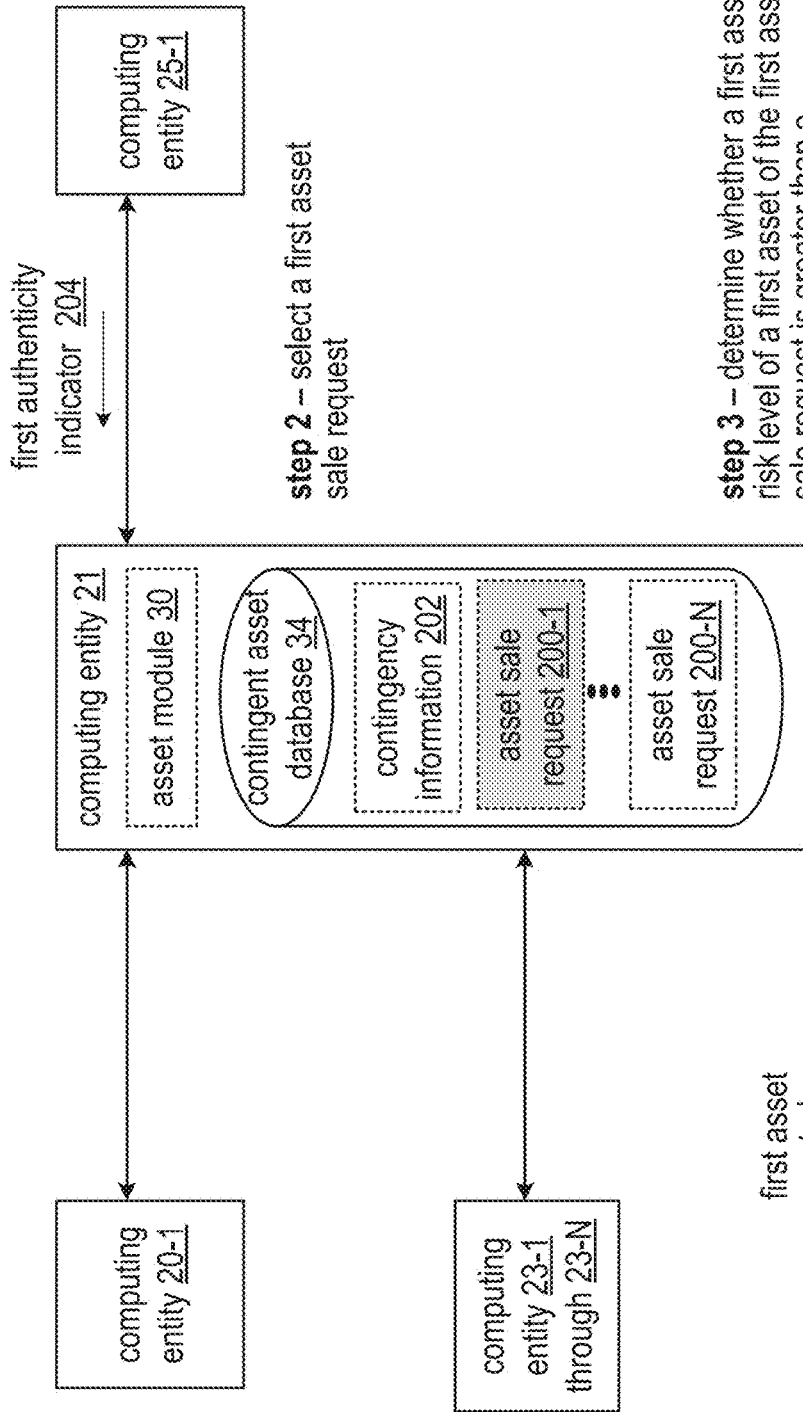 computing
entity 20-1
computing entity 21
asset module 30
contingent asset
database 34
contingency
information 202
asset sale
request 200-1
asset sale
request 200-N
first authenticity
indicator 204
computing
entity 25-1
step 2 – select a first asset
sale request
computing
entity 23-1
through 23-N
first asset
step 3 – determine whether a first ass
risk level of a first asset of the first ass
sale request is greater than a